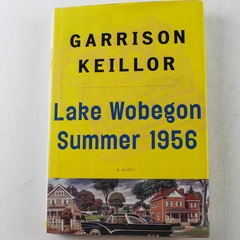 GARRISON
KEILLOR
Lake Wobegon
Summer 1956
a novel